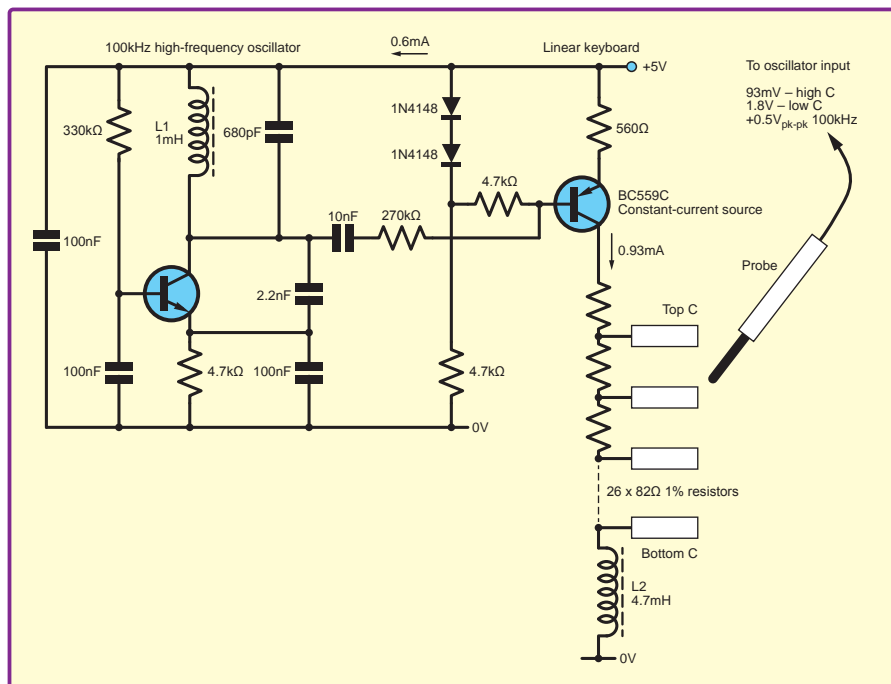 100kHz high-frequency oscillator
0.6mA
Linear keyboard
+5V
To oscillator input
93mV – high C
1.8V – low C
+0.5Vpk-pk 100kHz
330kΩ
L1
1mH
680pF
1N4148
1N4148
560Ω
4.7kΩ
BC559C
Constant-current source
10nF
270kΩ
100nF
0.93mA
Probe
2.2nF
Top C
100nF
4.7kΩ
100nF
4.7kΩ
0V
26 x 82Ω 1% resistors
Bottom C
L2
4.7mH
0V